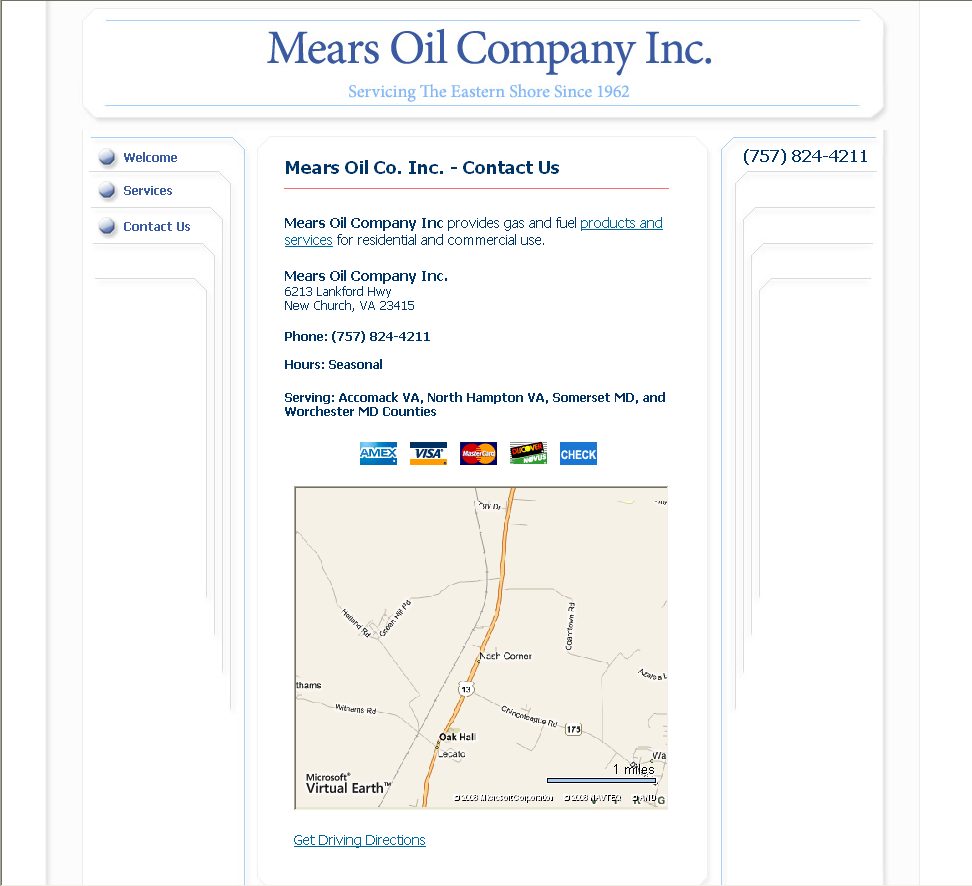 Mears Oil Company Inc.
Servicing The Eastern Shore Since 1962
Welcome
Services
Contact Us
(757) 824-4211
Mears Oil Co. Inc. - Contact Us
Mears Oil Company Inc provides gas and fuel products and
services for residential and commercial use.
Mears Oil Company Inc.
6213 Lankford Hwy
New Church, VA 23415
Phone: (757) 824-4211
Hours: Seasonal
Serving: Accomack VA, North Hampton VA, Somerset MD, and
Worchester MD Counties
AMEX
VISA
MasterCard
DISCOVER
NOVUS
CHECK
Holland Rd
Green Hill Rd
Coardtown Rd
Nash Corner
thams
13
Withams Rd
Chincoteague Rd
175
Oak Hall
Lecato
Wa
1 miles
Microsoft®
Virtual Earth™
© 2008 Microsoft Corporation © 2008 NAVTEQ © AND
Get Driving Directions